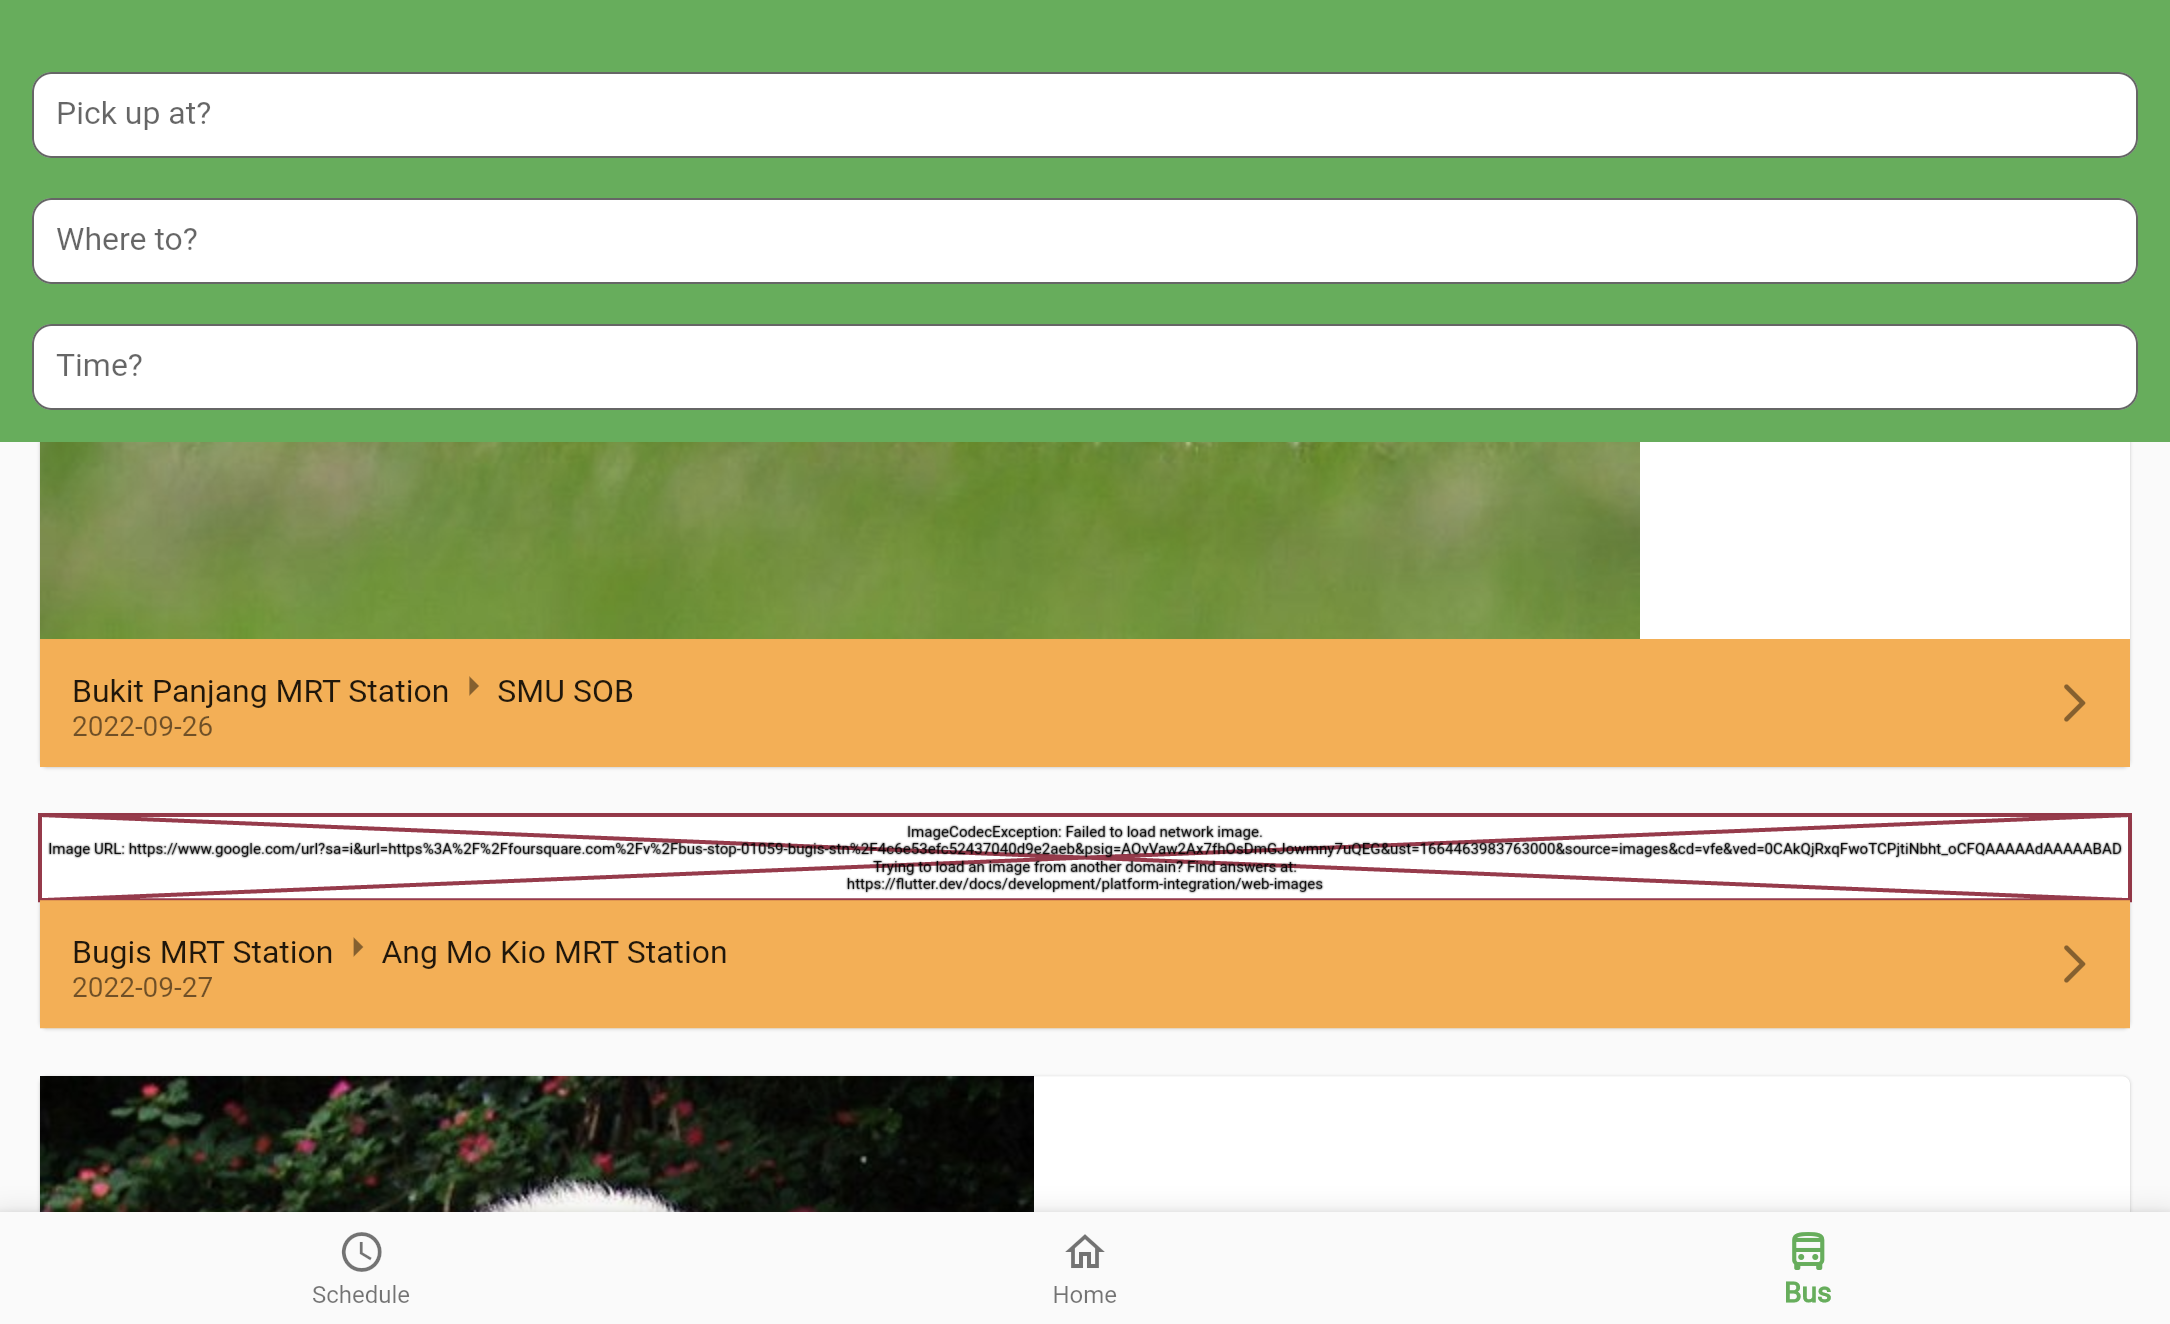 Pick up at?
Where to?
Time?
Bukit Panjang MRT Station SMU SOB
2022-09-26
ImageCodecException: Failed to load network image.
Image URL: https://www.google.com/url?sa=i&url=https%3A%2F%2Ffoursquare.com%2Fv%2Fbus-stop-01059-bugis-stn%2F4c6e53efc52437040d9e2aeb&psig=AOvVaw2Ax7fhOsDmGJowmny7uQEG&ust=1664463983763000&source=images&cd=vfe&ved=0CAkQjRxqFwoTCPjtiNbht_oCFQAAAAAdAAAAABAD
Trying to load an image from another domain? Find answers at:
https://flutter.dev/docs/development/platform-integration/web-images
Bugis MRT Station Ang Mo Kio MRT Station
2022-09-27
Schedule
Home
Bus